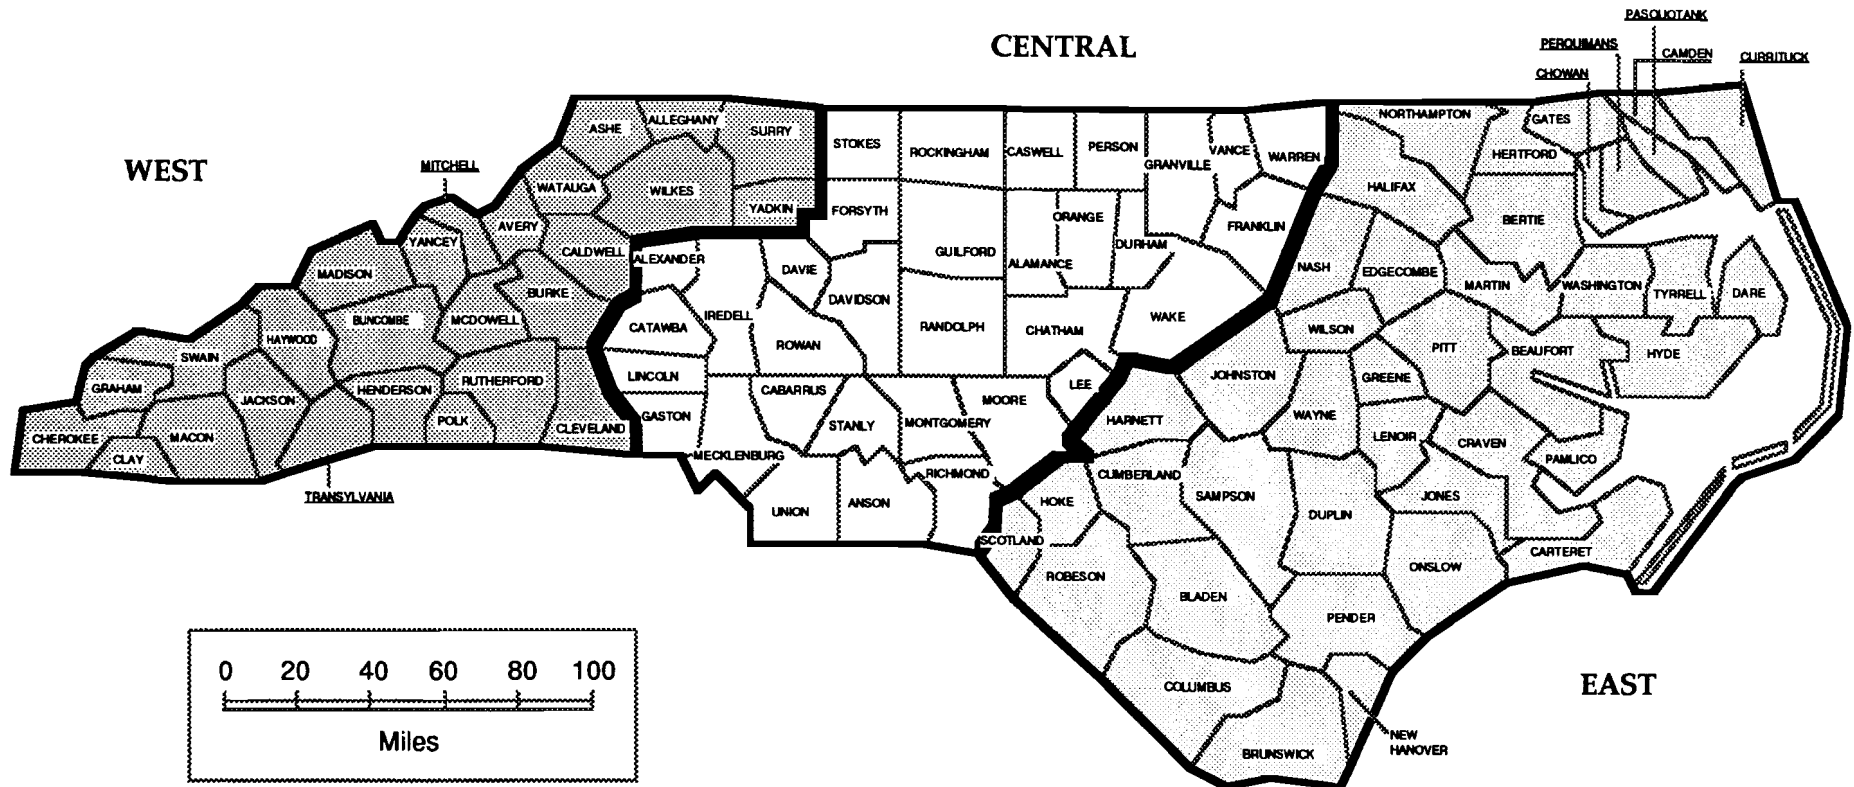 PASQUOTANK
CENTRAL
PERQUIMANS
CAMDEN
CURRITUCK
CHOWAN
WEST
MITCHELL
ASHE
ALLEGHANY
SURRY
STOKES
ROCKINGHAM
CASWELL
PERSON
GRANVILLE
VANCE
WARREN
NORTHAMPTON
GATES
HERTFORD
WATAUGA
WILKES
YADKIN
FORSYTH
HALIFAX
BERTIE
AVERY
YANCEY
CALDWELL
ALEXANDER
DAVIE
GUILFORD
ORANGE
ALAMANCE
DURHAM
FRANKLIN
NASH
EDGECOMBE
MARTIN
WASHINGTON
TYRRELL
DARE
MADISON
BURKE
BUNCOMBE
MCDOWELL
CATAWBA
IREDELL
DAVIDSON
ROWAN
RANDOLPH
CHATHAM
WAKE
WILSON
PITT
BEAUFORT
HYDE
HAYWOOD
SWAIN
GRAHAM
JACKSON
HENDERSON
RUTHERFORD
LINCOLN
CABARRUS
MOORE
LEE
JOHNSTON
GREENE
CHEROKEE
MACON
CLAY
POLK
CLEVELAND
GASTON
MECKLENBURG
STANLY
MONTGOMERY
HARNETT
WAYNE
LENOIR
CRAVEN
PAMLICO
TRANSYLVANIA
UNION
ANSON
RICHMOND
HOKE
CUMBERLAND
SAMPSON
DUPLIN
JONES
SCOTLAND
ROBESON
BLADEN
ONSLOW
CARTERET
PENDER
COLUMBUS
BRUNSWICK
NEW
HANOVER
EAST
0 20 40 60 80 100
Miles